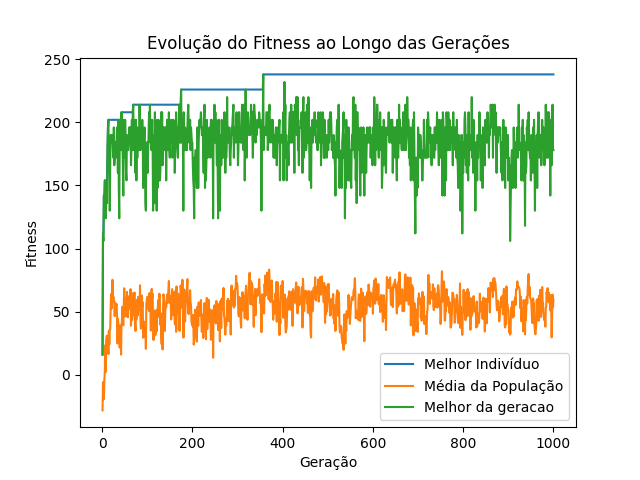 Evolução do Fitness ao Longo das Gerações
250
200
150
100
50
0
Fitness
0 200 400 600 800 1000
Geração
Melhor Indivíduo
Média da População
Melhor da geracao